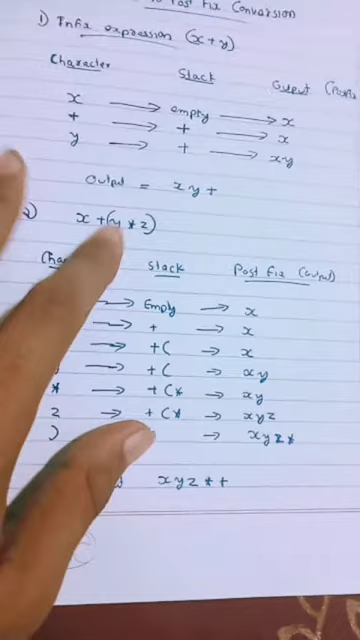 Post Fix Conversion
1) Infix expression (x+y)
Character Stack Output (Postfix
x → empty → x
+ → + → x
y → + → xy
Output = xy+
x+(y*z)
Stack Post Fix (output)
→ Empty → x
→ + → x
→ +( → x
→ +( → xy
* → +(* → xy
z → +(* → xyz
) → xyz*
xyz*+